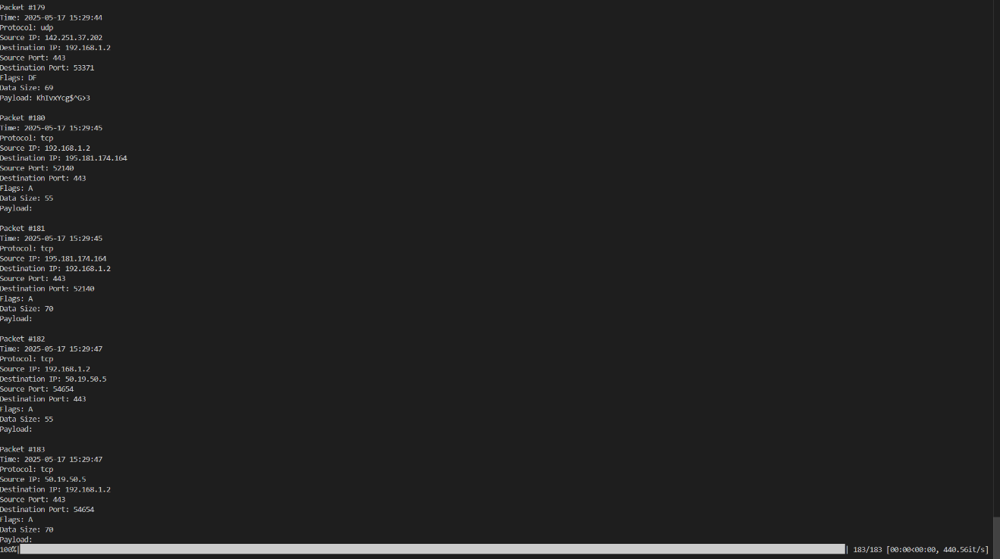 Packet #179
Time: 2025-05-17 15:29:44
Protocol: udp
Source IP: 142.251.37.202
Destination IP: 192.168.1.2
Source Port: 443
Destination Port: 53371
Flags: DF
Data Size: 69
Payload: KhIvxYcg$^G>3
Packet #180
Time: 2025-05-17 15:29:45
Protocol: tcp
Source IP: 192.168.1.2
Destination IP: 195.181.174.164
Source Port: 52140
Destination Port: 443
Flags: A
Data Size: 55
Payload:
Packet #181
Time: 2025-05-17 15:29:45
Protocol: tcp
Source IP: 195.181.174.164
Destination IP: 192.168.1.2
Source Port: 443
Destination Port: 52140
Flags: A
Data Size: 70
Payload:
Packet #182
Time: 2025-05-17 15:29:47
Protocol: tcp
Source IP: 192.168.1.2
Destination IP: 50.19.50.5
Source Port: 54654
Destination Port: 443
Flags: A
Data Size: 55
Payload:
Packet #183
Time: 2025-05-17 15:29:47
Protocol: tcp
Source IP: 50.19.50.5
Destination IP: 192.168.1.2
Source Port: 443
Destination Port: 54654
Flags: A
Data Size: 70
Payload:
100%| | 183/183 [00:00<00:00, 440.56it/s]